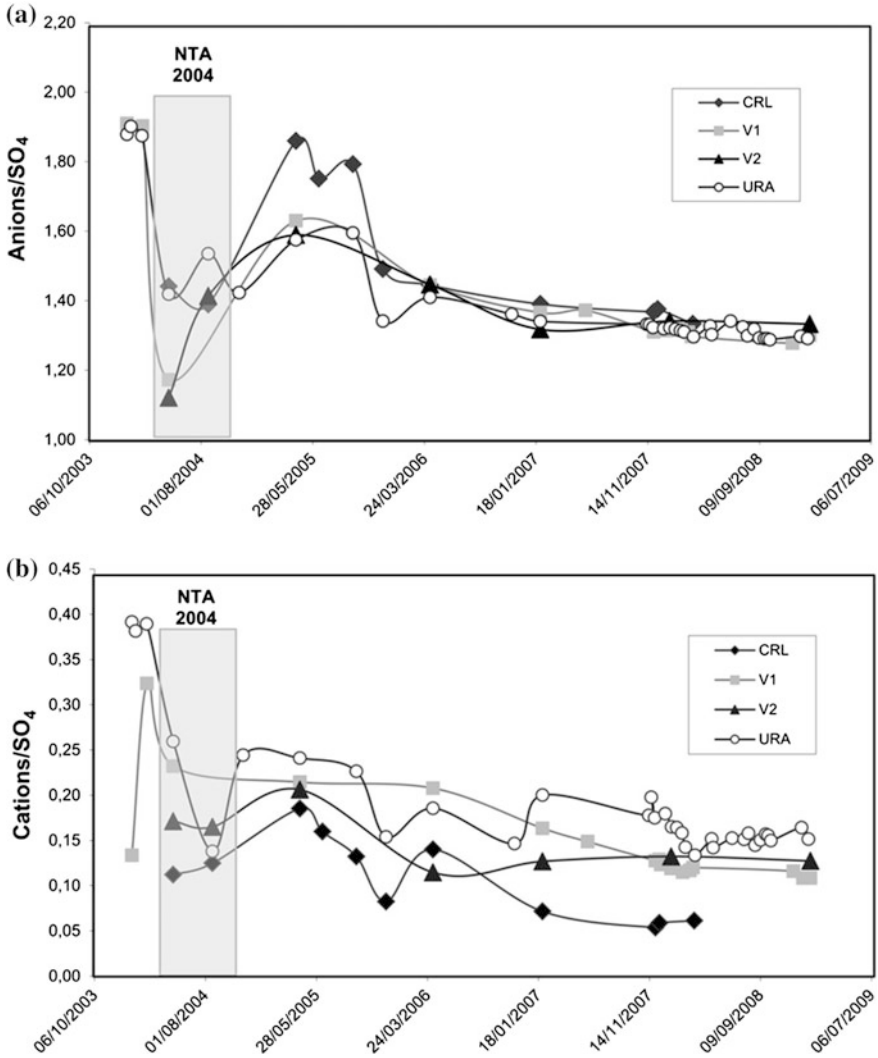 (a)
2,20
2,00
1,80
1,60
1,40
1,20
1,00
Anions/SO4
NTA
2004
CRL
V1
V2
URA
06/10/2003
01/08/2004
28/05/2005
24/03/2006
18/01/2007
14/11/2007
09/09/2008
06/07/2009
(b)
0,45
0,40
0,35
0,30
0,25
0,20
0,15
0,10
0,05
0,00
Cations/SO4
NTA
2004
CRL
V1
V2
URA
06/10/2003
01/08/2004
28/05/2005
24/03/2006
18/01/2007
14/11/2007
09/09/2008
06/07/2009